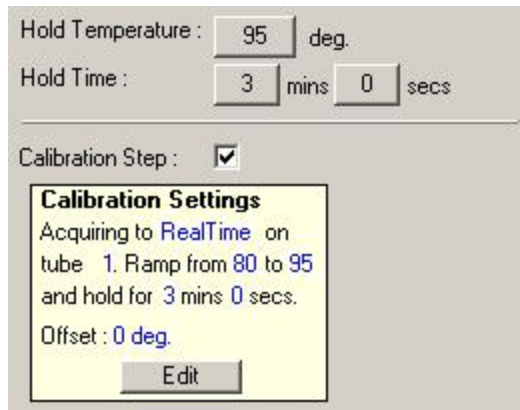 Hold Temperature : 95 deg.
Hold Time : 3 mins 0 secs
Calibration Step :
Calibration Settings
Acquiring to RealTime on
tube 1. Ramp from 80 to 95
and hold for 3 mins 0 secs.
Offset : 0 deg.
Edit